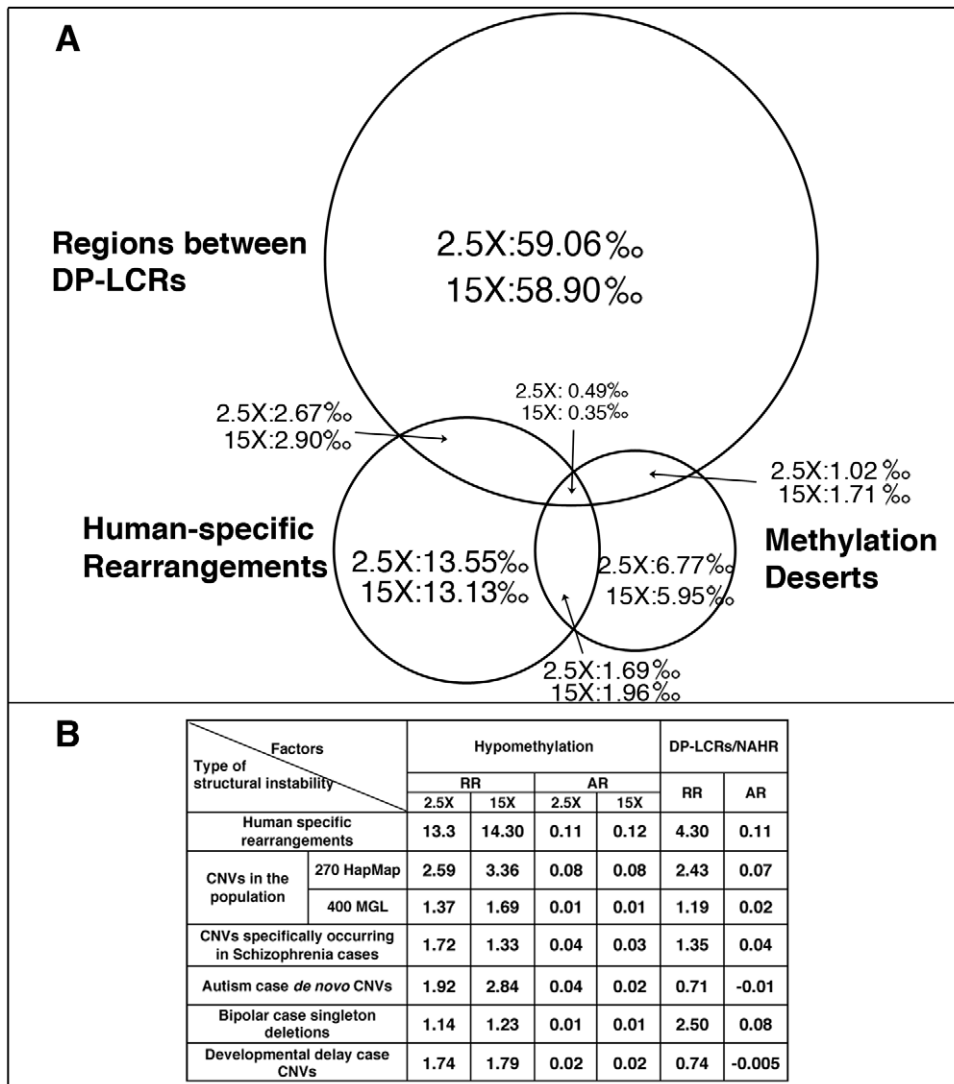 A
Regions between
DP-LCRs
2.5X:59.06‰
15X:58.90‰
2.5X:2.67‰
15X:2.90‰
2.5X: 0.49‰
15X: 0.35‰
2.5X:1.02‰
15X:1.71‰
Human-specific
Rearrangements
2.5X:13.55‰
15X:13.13‰
2.5X:6.77‰
15X:5.95‰
Methylation
Deserts
2.5X:1.69‰
15X:1.96‰
B
Factors
Type of
structural instability
Hypomethylation
DP-LCRs/NAHR
RR AR RR AR
2.5X 15X 2.5X 15X
Human specific
rearrangements
13.3 14.30 0.11 0.12 4.30 0.11
CNVs in the
population
270 HapMap 2.59 3.36 0.08 0.08 2.43 0.07
400 MGL 1.37 1.69 0.01 0.01 1.19 0.02
CNVs specifically occurring
in Schizophrenia cases
1.72 1.33 0.04 0.03 1.35 0.04
Autism case de novo CNVs 1.92 2.84 0.04 0.02 0.71 -0.01
Bipolar case singleton
deletions
1.14 1.23 0.01 0.01 2.50 0.08
Developmental delay case
CNVs
1.74 1.79 0.02 0.02 0.74 -0.005